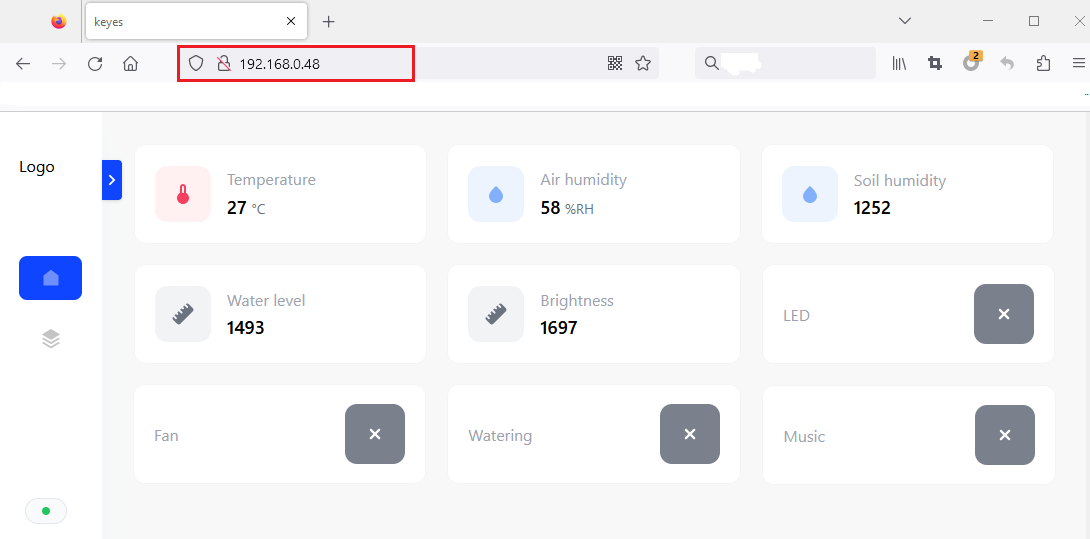 keyes
192.168.0.48
2
Logo
Temperature
27 °C
Air humidity
58 %RH
Soil humidity
1252
Water level
1493
Brightness
1697
LED
Fan
Watering
Music